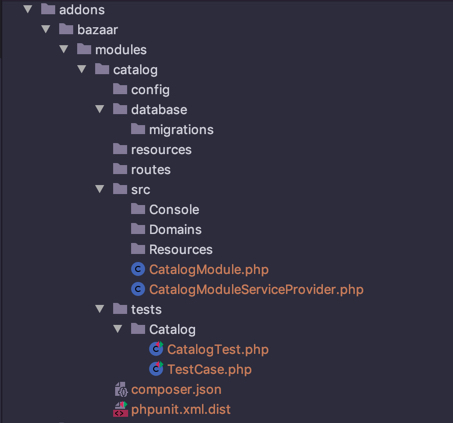 addons
bazaar
modules
catalog
config
database
migrations
resources
routes
src
Console
Domains
Resources
CatalogModule.php
CatalogModuleServiceProvider.php
tests
Catalog
CatalogTest.php
TestCase.php
composer.json
phpunit.xml.dist